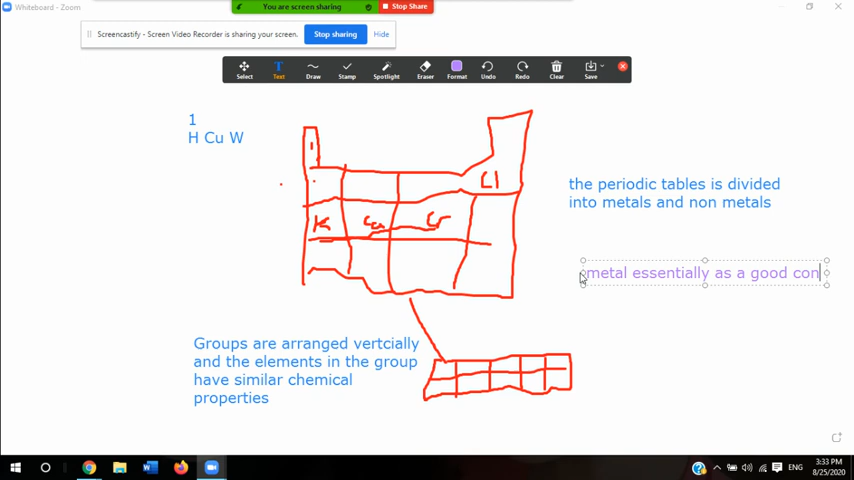 Whiteboard - Zoom
You are screen sharing
Stop Share
Screencastify - Screen Video Recorder is sharing your screen.
Stop sharing
Hide
Select
Text
Draw
Stamp
Spotlight
Eraser
Format
Undo
Redo
Clear
Save
1
H Cu W
1
Cl
K Ca Cr
the periodic tables is divided
into metals and non metals
metal essentially as a good con
Groups are arranged vertcially
and the elements in the group
have similar chemical
properties
ENG
3:33 PM
8/25/2020